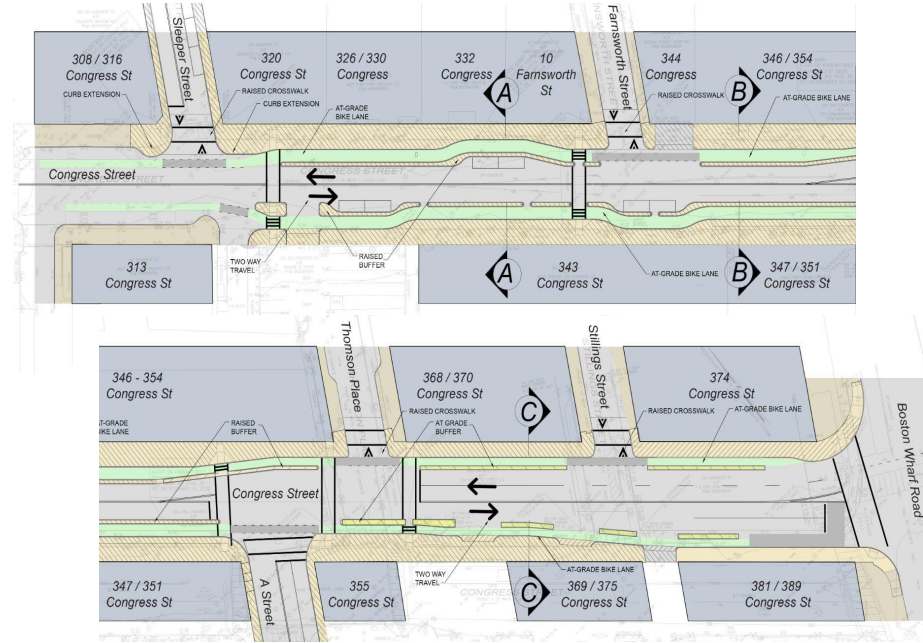 308 / 316
Congress St
CURB EXTENSION
Sleeper Street
320
Congress St
RAISED CROSSWALK
CURB EXTENSION
326 / 330
Congress St
AT-GRADE
BIKE LANE
332
Congress St
A
10
Farnsworth
St
Farnsworth Street
344
Congress St
RAISED CROSSWALK
B
346 / 354
Congress St
AT-GRADE BIKE LANE
Congress Street
CONGRESS STREET
313
Congress St
TWO WAY
TRAVEL
RAISED
BUFFER
A
343
Congress St
AT-GRADE BIKE LANE
B
347 / 351
Congress St
346 - 354
Congress St
T-GRADE
BIKE LANE
RAISED
BUFFER
Thomson Place
368 / 370
Congress St
RAISED CROSSWALK
AT GRADE
BUFFER
C
Stillings Street
374
Congress St
RAISED CROSSWALK
AT-GRADE BIKE LANE
Boston Wharf Road
Congress Street
347 / 351
Congress St
A Street
355
Congress St
TWO WAY
TRAVEL
C
AT-GRADE BIKE LANE
369 / 375
Congress St
381 / 389
Congress St